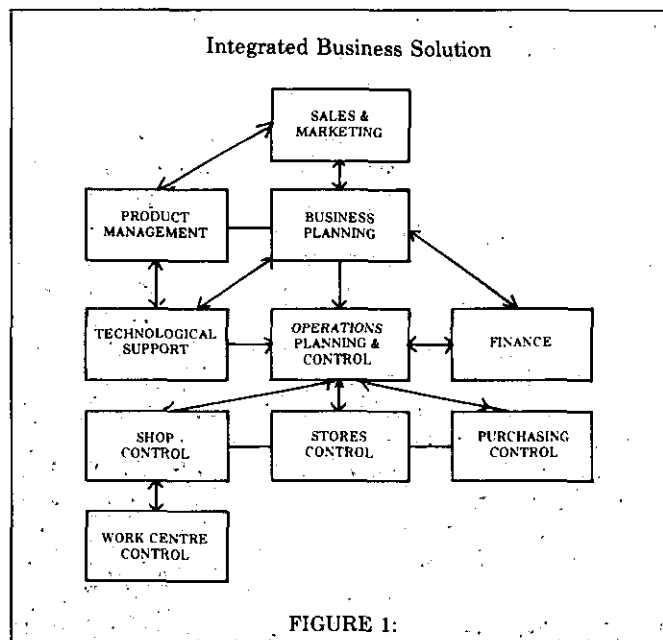 Integrated Business Solution
SALES &
MARKETING
PRODUCT
MANAGEMENT
BUSINESS
PLANNING
TECHNOLOGICAL
SUPPORT
OPERATIONS
PLANNING &
CONTROL
FINANCE
SHOP
CONTROL
STORES
CONTROL
PURCHASING
CONTROL
WORK CENTRE
CONTROL
FIGURE 1: